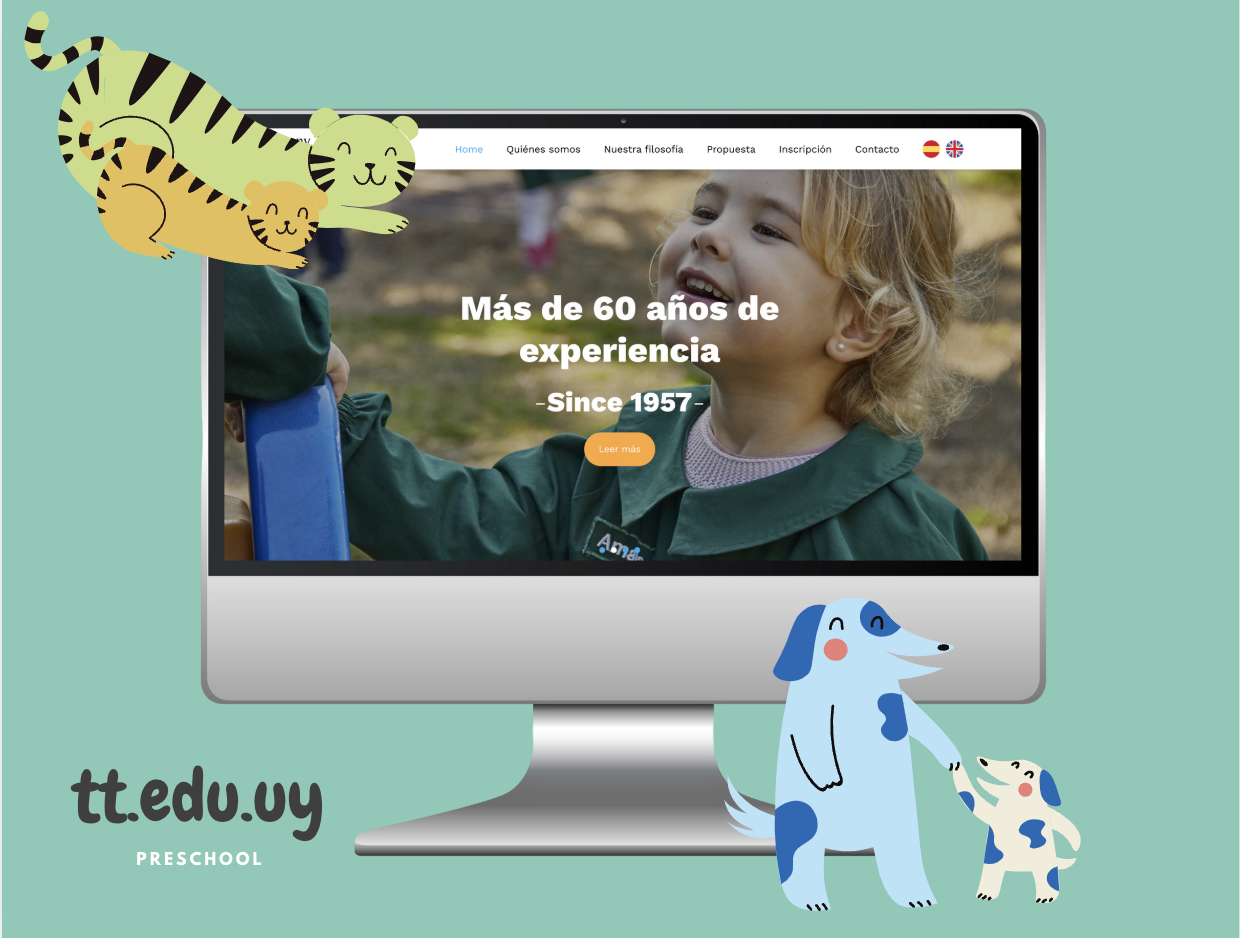 Home Quiénes somos Nuestra filosofía Propuesta Inscripción Contacto
Más de 60 años de
experiencia
-Since 1957-
Leer más
tt.edu.uy
PRESCHOOL